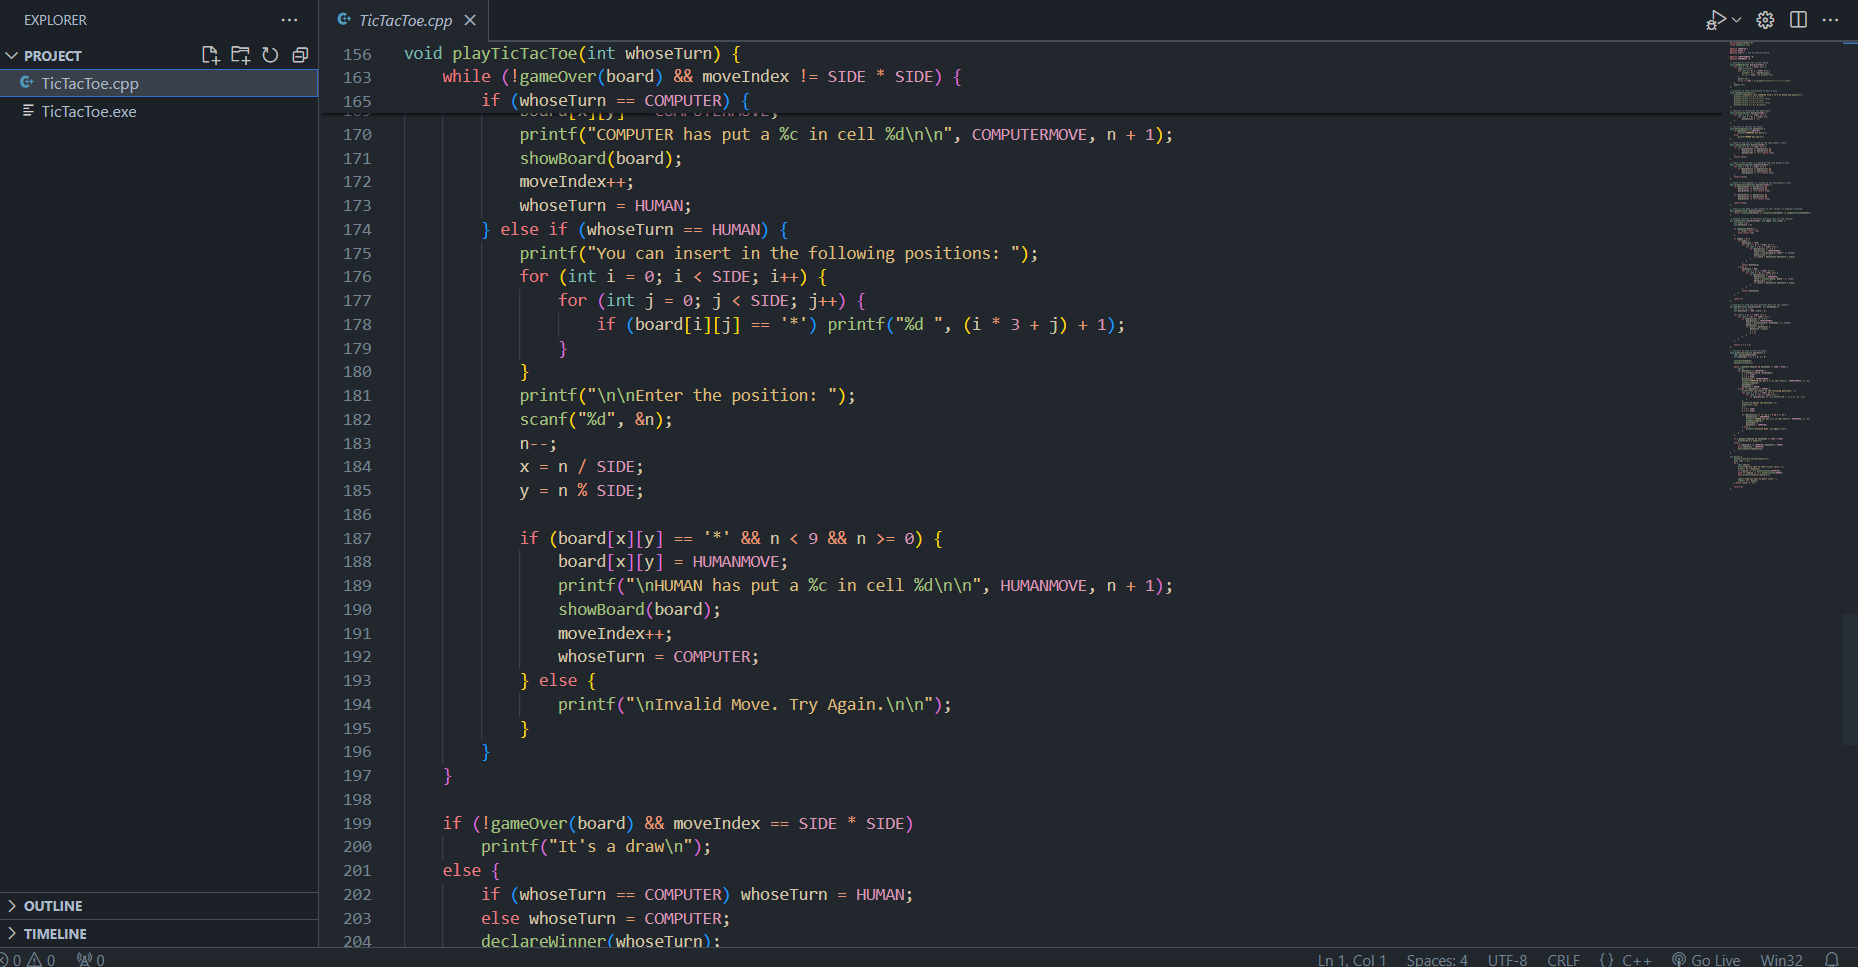 EXPLORER
TicTacToe.cpp
PROJECT
TicTacToe.cpp
TicTacToe.exe
OUTLINE
TIMELINE
156 void playTicTacToe(int whoseTurn) {
163 while (!gameOver(board) && moveIndex != SIDE * SIDE) {
165 if (whoseTurn == COMPUTER) {
170 printf("COMPUTER has put a %c in cell %d\n\n", COMPUTERMOVE, n + 1);
171 showBoard(board);
172 moveIndex++;
173 whoseTurn = HUMAN;
174 } else if (whoseTurn == HUMAN) {
175 printf("You can insert in the following positions: ");
176 for (int i = 0; i < SIDE; i++) {
177 for (int j = 0; j < SIDE; j++) {
178 if (board[i][j] == '*') printf("%d ", (i * 3 + j) + 1);
179 }
180 }
181 printf("\n\nEnter the position: ");
182 scanf("%d", &n);
183 n--;
184 x = n / SIDE;
185 y = n % SIDE;
186
187 if (board[x][y] == '*' && n < 9 && n >= 0) {
188 board[x][y] = HUMANMOVE;
189 printf("\nHUMAN has put a %c in cell %d\n\n", HUMANMOVE, n + 1);
190 showBoard(board);
191 moveIndex++;
192 whoseTurn = COMPUTER;
193 } else {
194 printf("\nInvalid Move. Try Again.\n\n");
195 }
196 }
197 }
198
199 if (!gameOver(board) && moveIndex == SIDE * SIDE)
200 printf("It's a draw\n");
201 else {
202 if (whoseTurn == COMPUTER) whoseTurn = HUMAN;
203 else whoseTurn = COMPUTER;
204 declareWinner(whoseTurn);
0 0 0 Ln 1, Col 1 Spaces: 4 UTF-8 CRLF {} C++ Go Live Win32